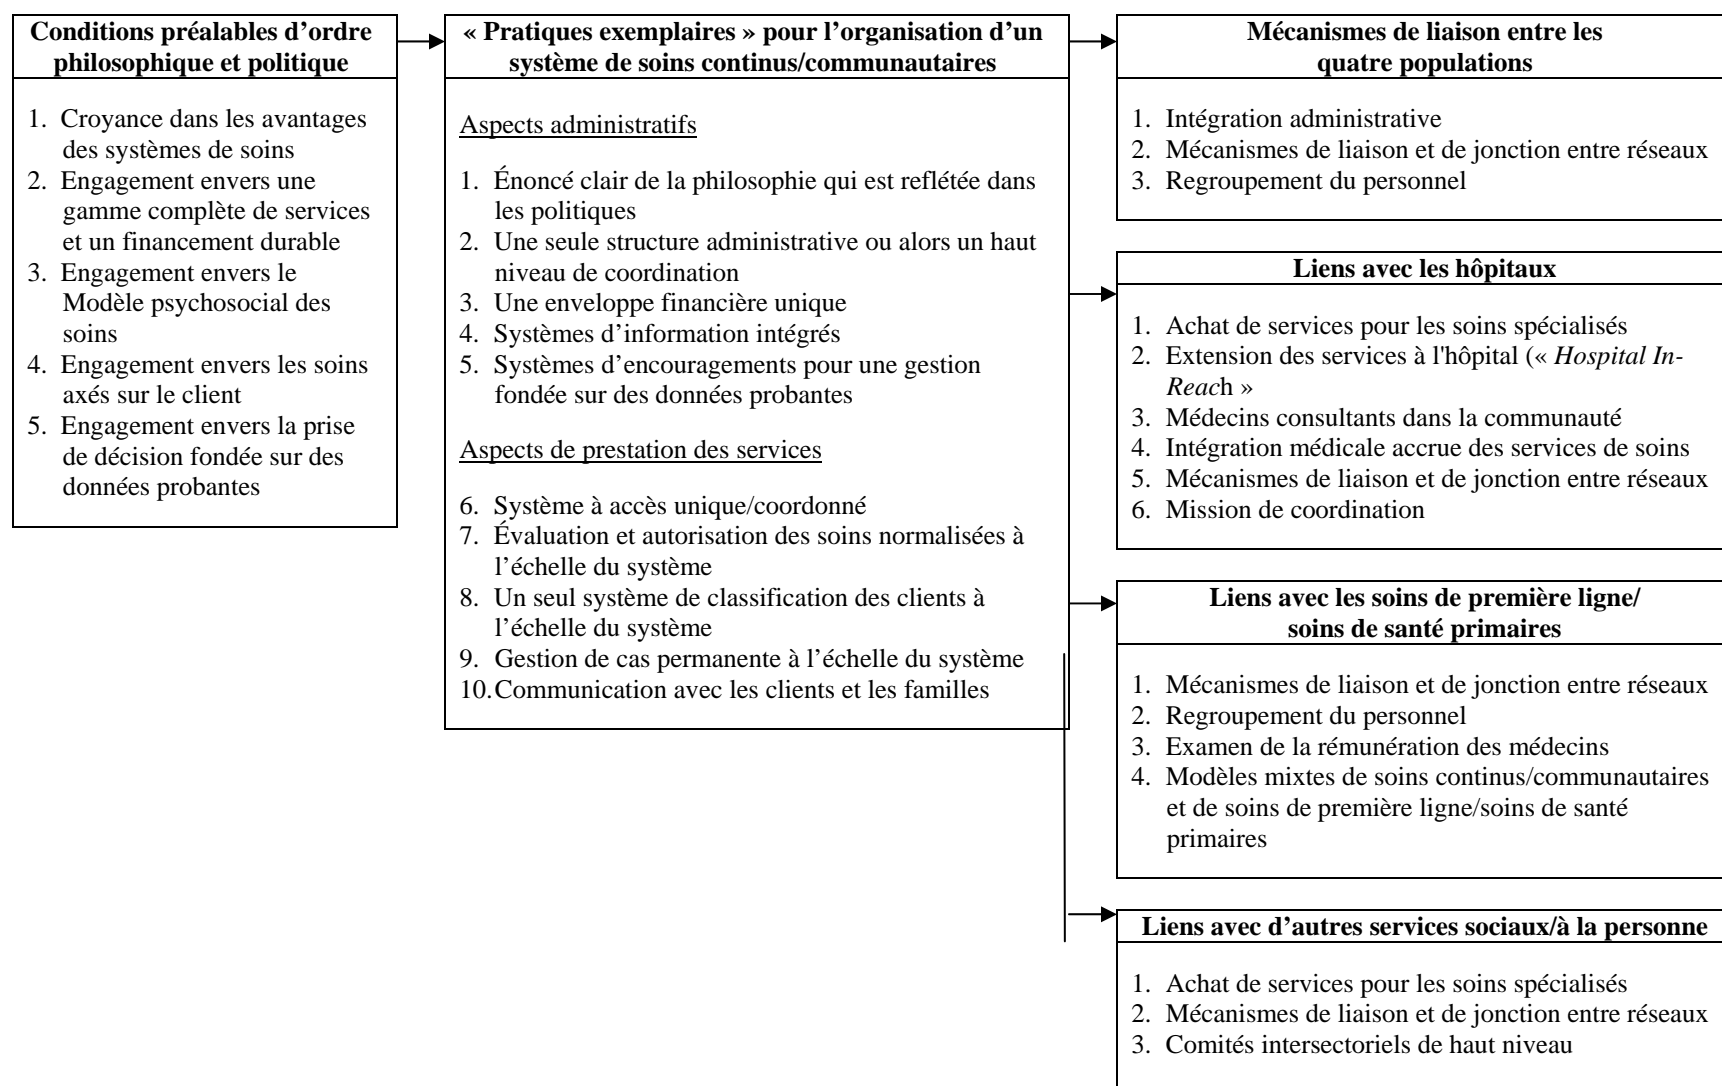 Conditions préalables d’ordre
philosophique et politique
1. Croyance dans les avantages
des systèmes de soins
2. Engagement envers une
gamme complète de services
et un financement durable
3. Engagement envers le
Modèle psychosocial des
soins
4. Engagement envers les soins
axés sur le client
5. Engagement envers la prise
de décision fondée sur des
données probantes
« Pratiques exemplaires » pour l’organisation d’un
système de soins continus/communautaires
Aspects administratifs
1. Énoncé clair de la philosophie qui est reflétée dans
les politiques
2. Une seule structure administrative ou alors un haut
niveau de coordination
3. Une enveloppe financière unique
4. Systèmes d’information intégrés
5. Systèmes d’encouragements pour une gestion
fondée sur des données probantes
Aspects de prestation des services
6. Système à accès unique/coordonné
7. Évaluation et autorisation des soins normalisées à
l’échelle du système
8. Un seul système de classification des clients à
l’échelle du système
9. Gestion de cas permanente à l’échelle du système
10.Communication avec les clients et les familles
Mécanismes de liaison entre les
quatre populations
1. Intégration administrative
2. Mécanismes de liaison et de jonction entre réseaux
3. Regroupement du personnel
Liens avec les hôpitaux
1. Achat de services pour les soins spécialisés
2. Extension des services à l'hôpital (« Hospital In-
Reach »
3. Médecins consultants dans la communauté
4. Intégration médicale accrue des services de soins
5. Mécanismes de liaison et de jonction entre réseaux
6. Mission de coordination
Liens avec les soins de première ligne/
soins de santé primaires
1. Mécanismes de liaison et de jonction entre réseaux
2. Regroupement du personnel
3. Examen de la rémunération des médecins
4. Modèles mixtes de soins continus/communautaires
et de soins de première ligne/soins de santé
primaires
Liens avec d’autres services sociaux/à la personne
1. Achat de services pour les soins spécialisés
2. Mécanismes de liaison et de jonction entre réseaux
3. Comités intersectoriels de haut niveau